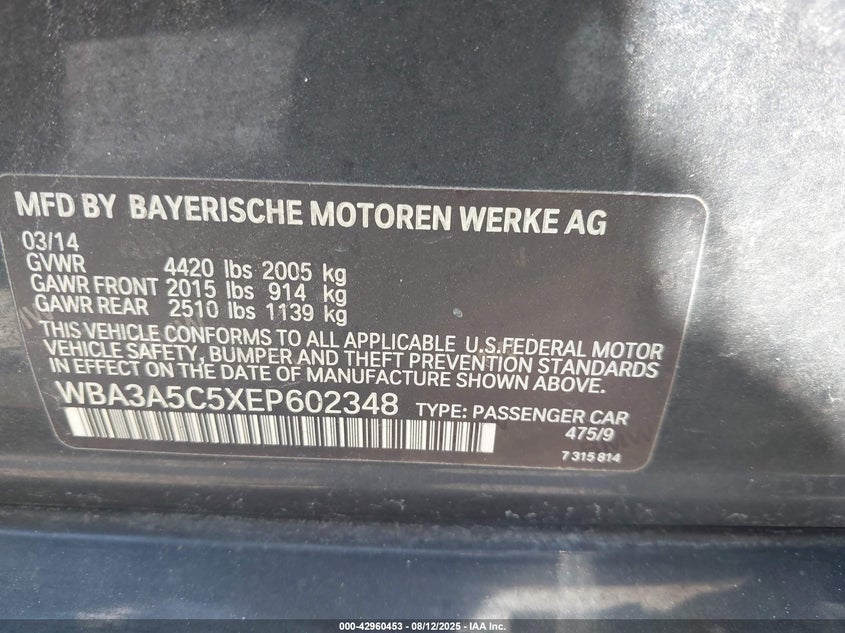 MFD BY BAYERISCHE MOTOREN WERKE AG
03/14
GVWR 4420 lbs 2005 kg
GAWR FRONT 2015 lbs 914 kg
GAWR REAR 2510 lbs 1139 kg
THIS VEHICLE CONFORMS TO ALL APPLICABLE U.S.FEDERAL MOTOR
VEHICLE SAFETY, BUMPER AND THEFT PREVENTION STANDARDS
IN EFFECT ON THE DATE OF MANUFACTURE SHOWN ABOVE.
WBA3A5C5XEP602348 TYPE: PASSENGER CAR
475/9
7 315 814
000-42960453 - 08/12/2025 - IAA Inc.